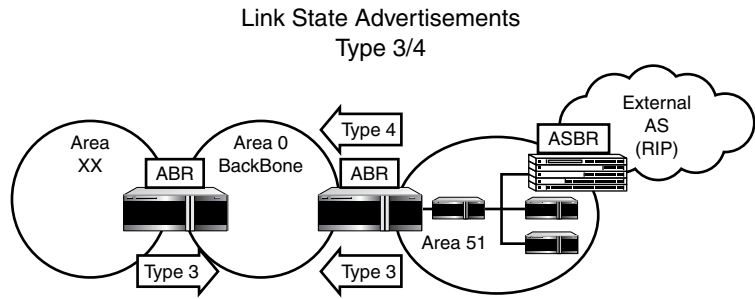 Link State Advertisements
Type 3/4
Area
XX
ABR
Area 0
BackBone
Type 4
ABR
Type 3
Type 3
Area 51
ASBR
External
AS
(RIP)